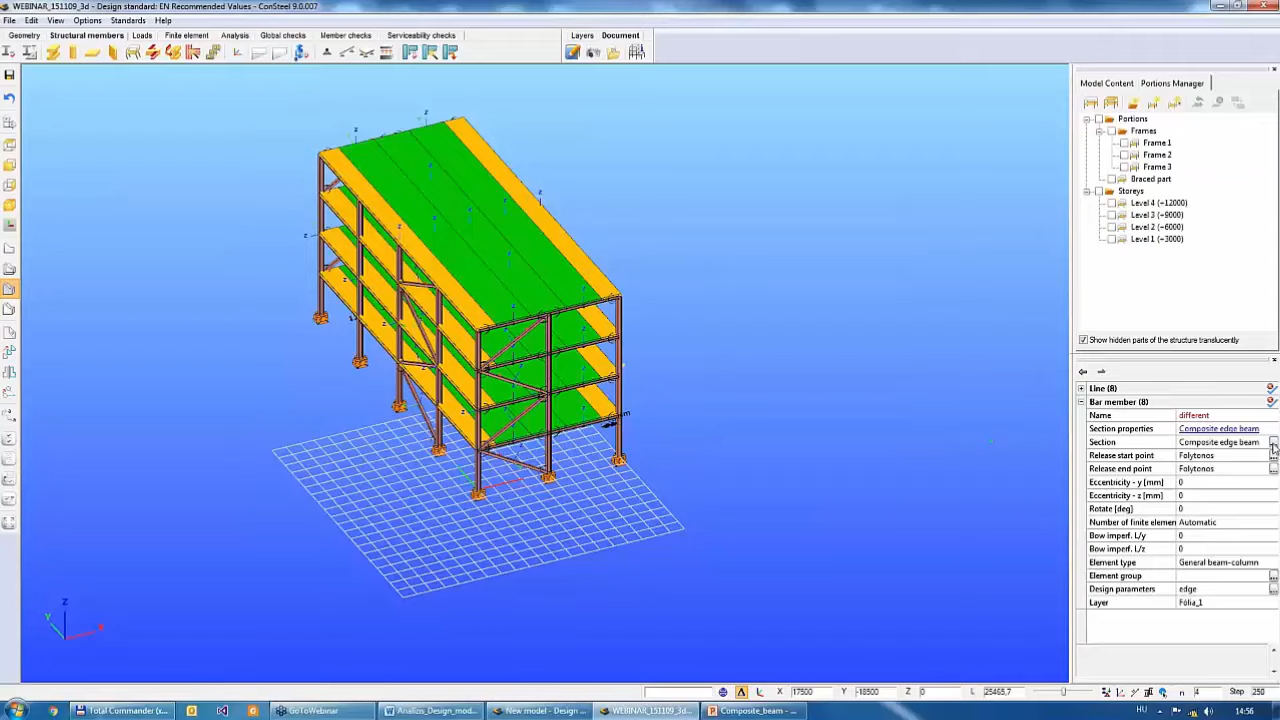 WEBINAR_151109_3d - Design standard: EN Recommended Values - ConSteel 9.0.007
File Edit View Options Standards Help
Geometry Structural members Loads Finite element Analysis Global checks Member checks Serviceability checks Layers Document
Model Content Portions Manager
Portions
Frames
Frame 1
Frame 2
Frame 3
Braced part
Storeys
Level 4 (=12000)
Level 3 (=9000)
Level 2 (=6000)
Level 1 (=3000)
Show hidden parts of the structure translucently
Line (8)
Bar member (8)
Name different
Section properties Composite edge beam
Section Composite edge beam
Release start point Folytonos
Release end point Folytonos
Eccentricity - y [mm] 0
Eccentricity - z [mm] 0
Rotate [deg] 0
Number of finite elemen Automatic
Bow imperf. L/y 0
Bow imperf. L/z 0
Element type General beam-column
Element group
Design parameters edge
Layer Fólia_1
Z
Y
X
X 17500 Y -18500 Z 0 L 25465,7 n 4 Step 250
Total Commander (x... GoToWebinar Analizis_Design_mod... New model - Design ... WEBINAR_151109_3d... Composite_beam - ... HU 14:56